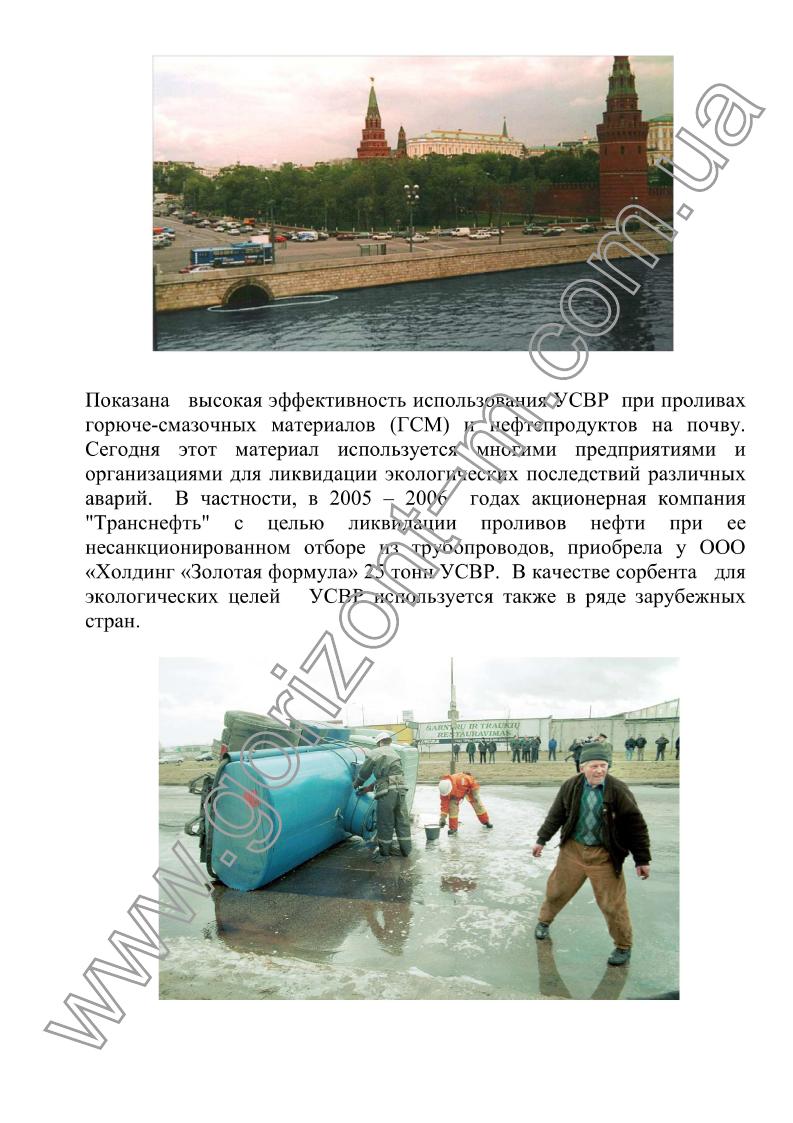 Показана высокая эффективность использования УСВР при проливах
горюче-смазочных материалов (ГСМ) и нефтепродуктов на почву.
Сегодня этот материал используется многими предприятиями и
организациями для ликвидации экологических последствий различных
аварий. В частности, в 2005 – 2006 годах акционерная компания
"Транснефть" с целью ликвидации проливов нефти при ее
несанкционированном отборе из трубопроводов, приобрела у ООО
«Холдинг «Золотая формула» 25 тонн УСВР. В качестве сорбента для
экологических целей УСВР используется также в ряде зарубежных
стран.
ŠARNYRŲ IR TRAUKIŲ
RESTAURAVIMAS
www.gorizont-m.com.ua